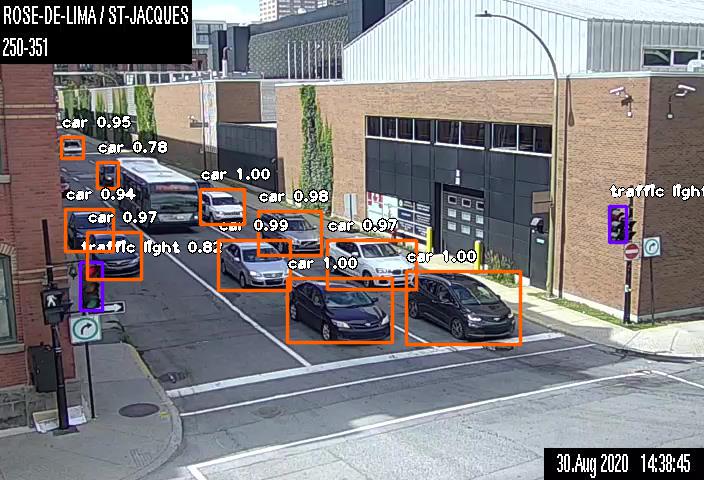 ROSE-DE-LIMA / ST-JACQUES
250-351
car 0.95
car 0.78
car 1.00
car 0.94
car 0.98
car 0.97
car 0.99
car 0.97
traffic light 0.82
car 1.00
car 1.00
traffic light
30.Aug 2020 14:38:45